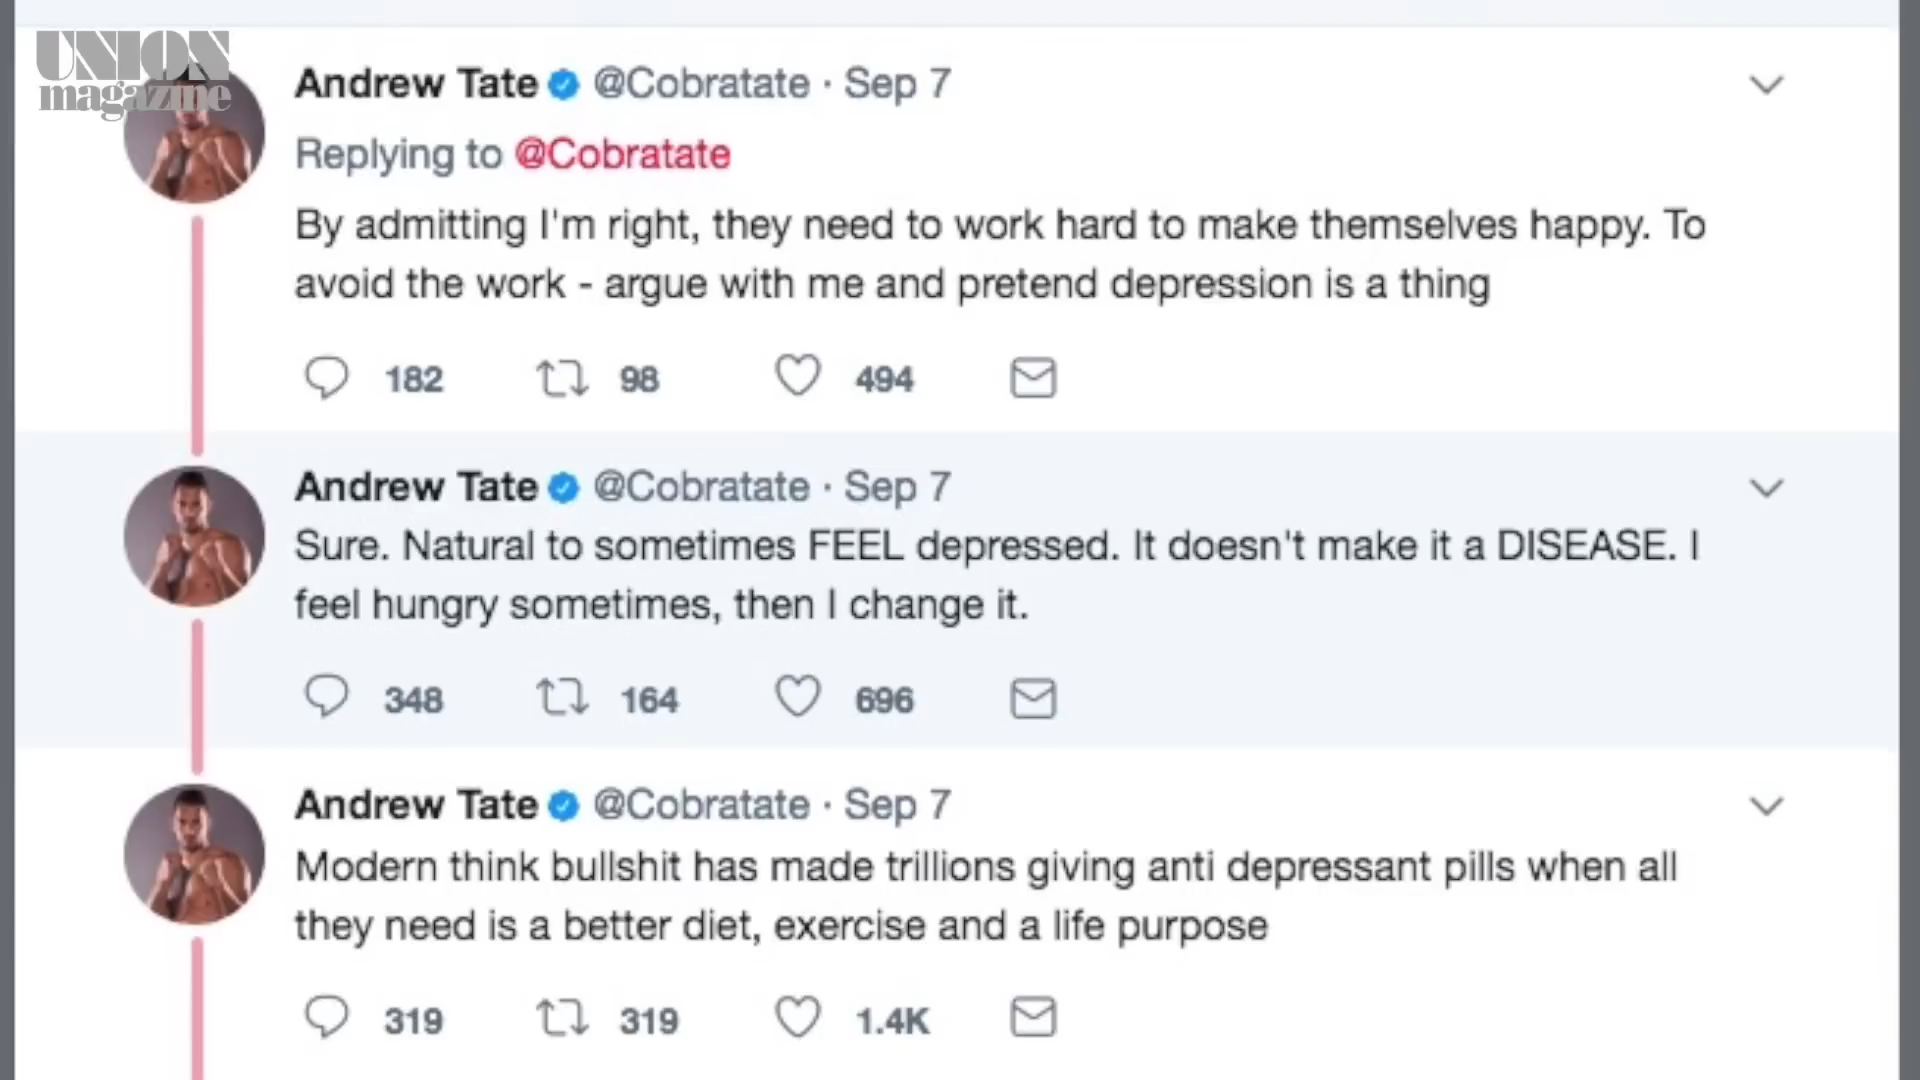 UNION
magazine
Andrew Tate @Cobratate · Sep 7
Replying to @Cobratate
By admitting I'm right, they need to work hard to make themselves happy. To
avoid the work - argue with me and pretend depression is a thing
182 98 494
Andrew Tate @Cobratate · Sep 7
Sure. Natural to sometimes FEEL depressed. It doesn't make it a DISEASE. I
feel hungry sometimes, then I change it.
348 164 696
Andrew Tate @Cobratate · Sep 7
Modern think bullshit has made trillions giving anti depressant pills when all
they need is a better diet, exercise and a life purpose
319 319 1.4K